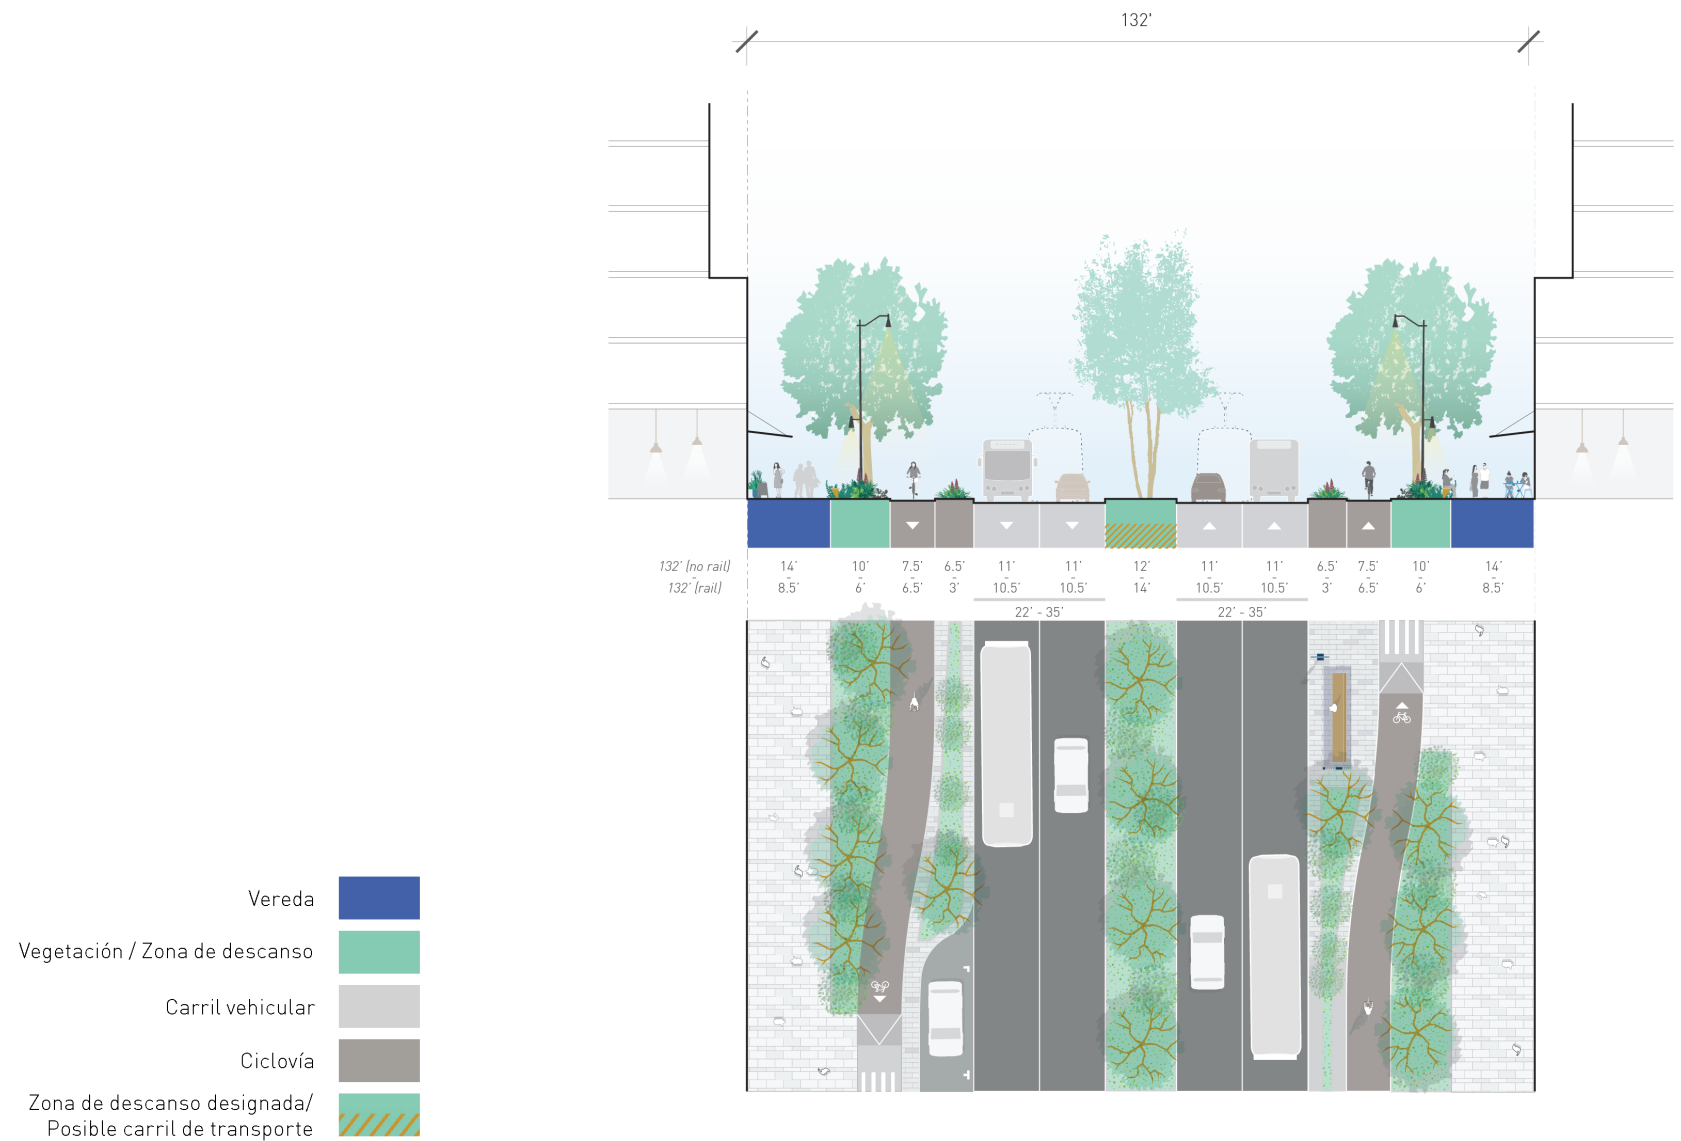 132'
132' (no rail)
-
132' (rail)
14' 10' 7.5' 6.5' 11' 11' 12' 11' 11' 6.5' 7.5' 10' 14'
- - - - - - - - - - - - -
8.5' 6' 6.5' 3' 10.5' 10.5' 14' 10.5' 10.5' 3' 6.5' 6' 8.5'
22' - 35' 22' - 35'
Vereda
Vegetación / Zona de descanso
Carril vehicular
Ciclovía
Zona de descanso designada/
Posible carril de transporte